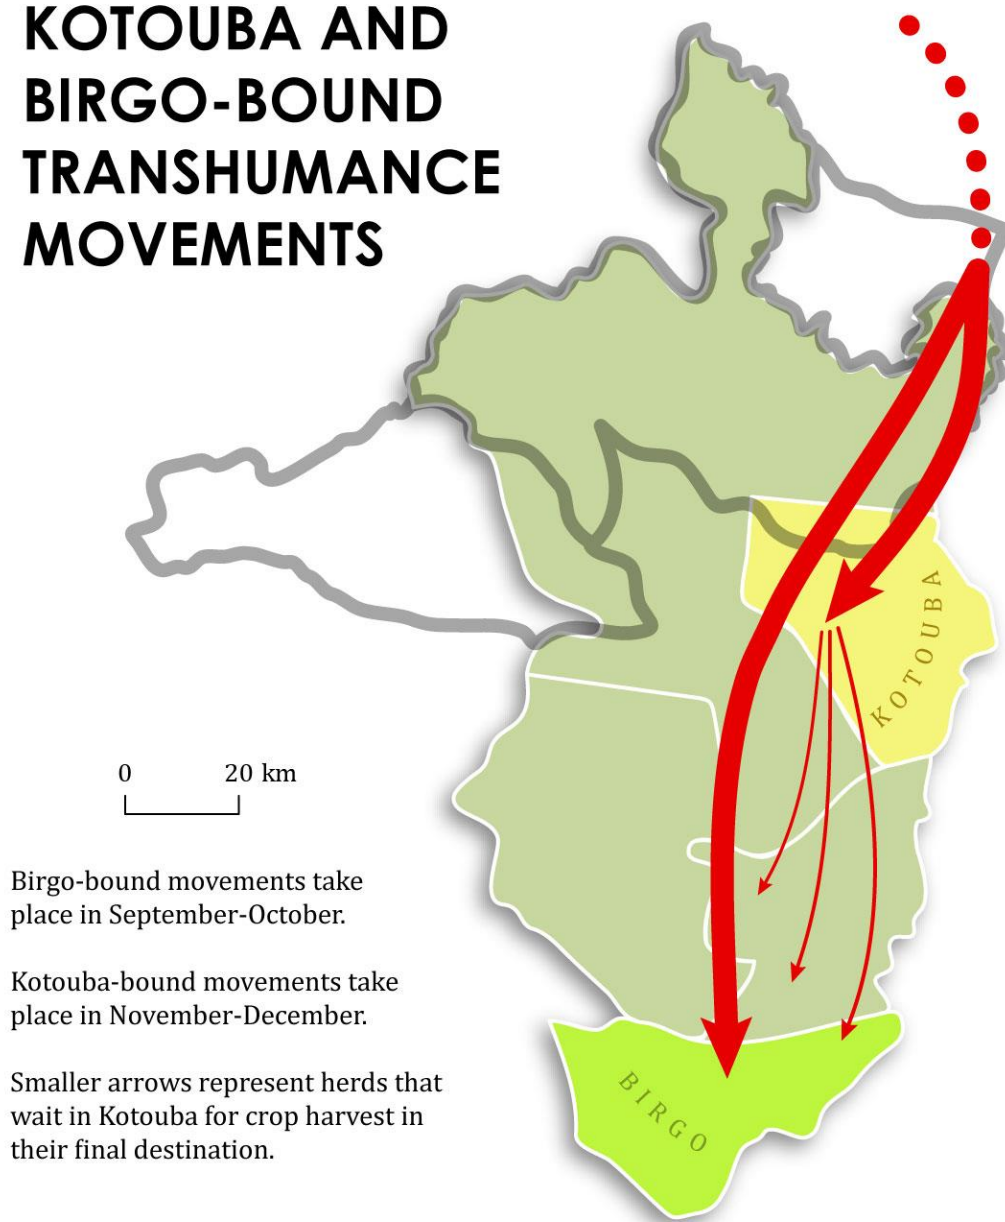 KOTOUBA AND
BIRGO-BOUND
TRANSHUMANCE
MOVEMENTS
KOTOUBA
0 20 km
Birgo-bound movements take
place in September-October.
Kotouba-bound movements take
place in November-December.
Smaller arrows represent herds that
wait in Kotouba for crop harvest in
their final destination.
BIRGO